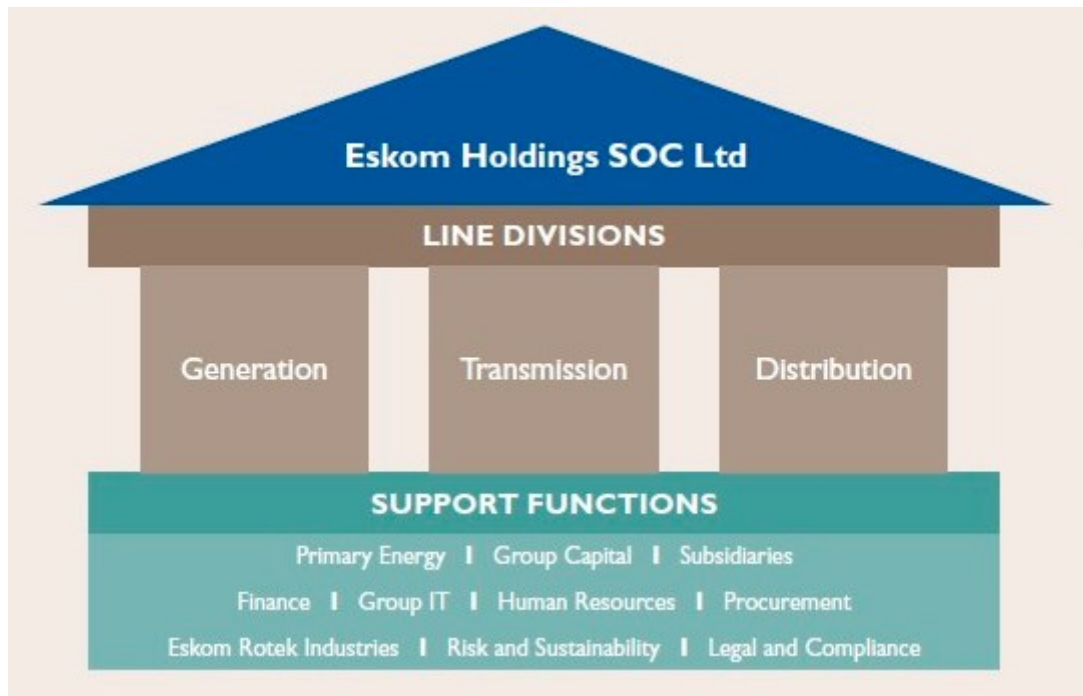 Eskom Holdings SOC Ltd
LINE DIVISIONS
Generation Transmission Distribution
SUPPORT FUNCTIONS
Primary Energy | Group Capital | Subsidiaries
Finance | Group IT | Human Resources | Procurement
Eskom Rotek Industries | Risk and Sustainability | Legal and Compliance